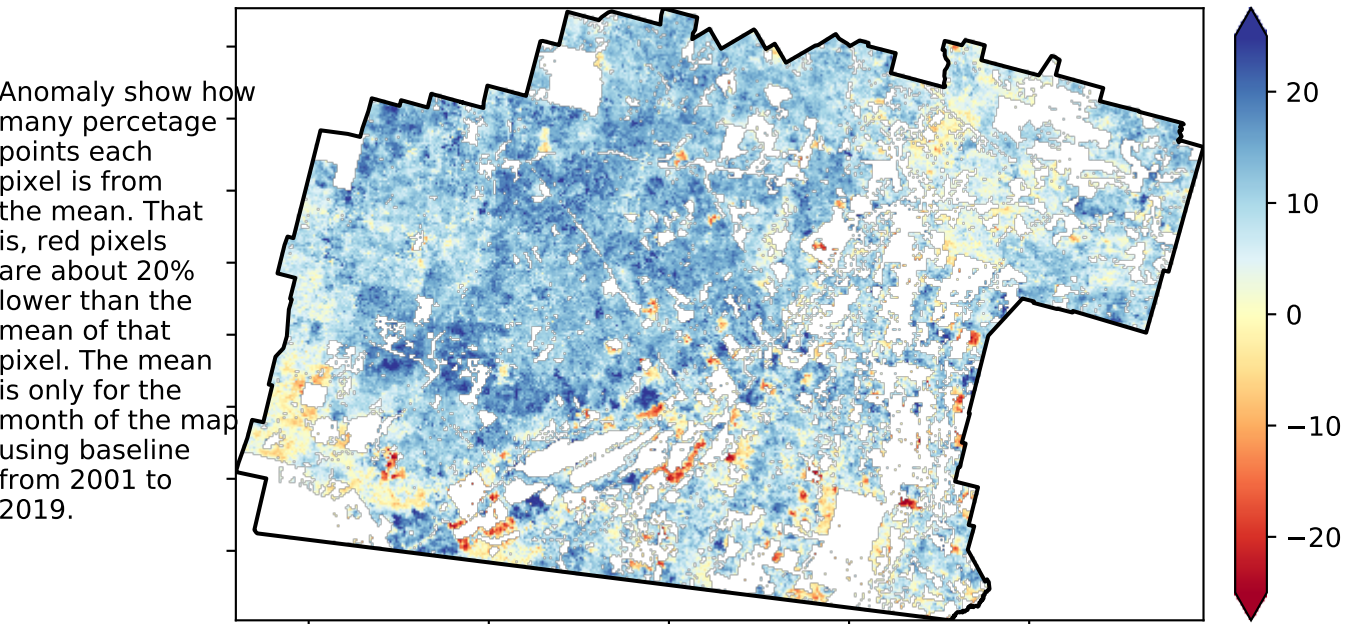 Anomaly show how
many percetage
points each
pixel is from
the mean. That
is, red pixels
are about 20%
lower than the
mean of that
pixel. The mean
is only for the
month of the map
using baseline
from 2001 to
2019.
20
10
0
−10
−20